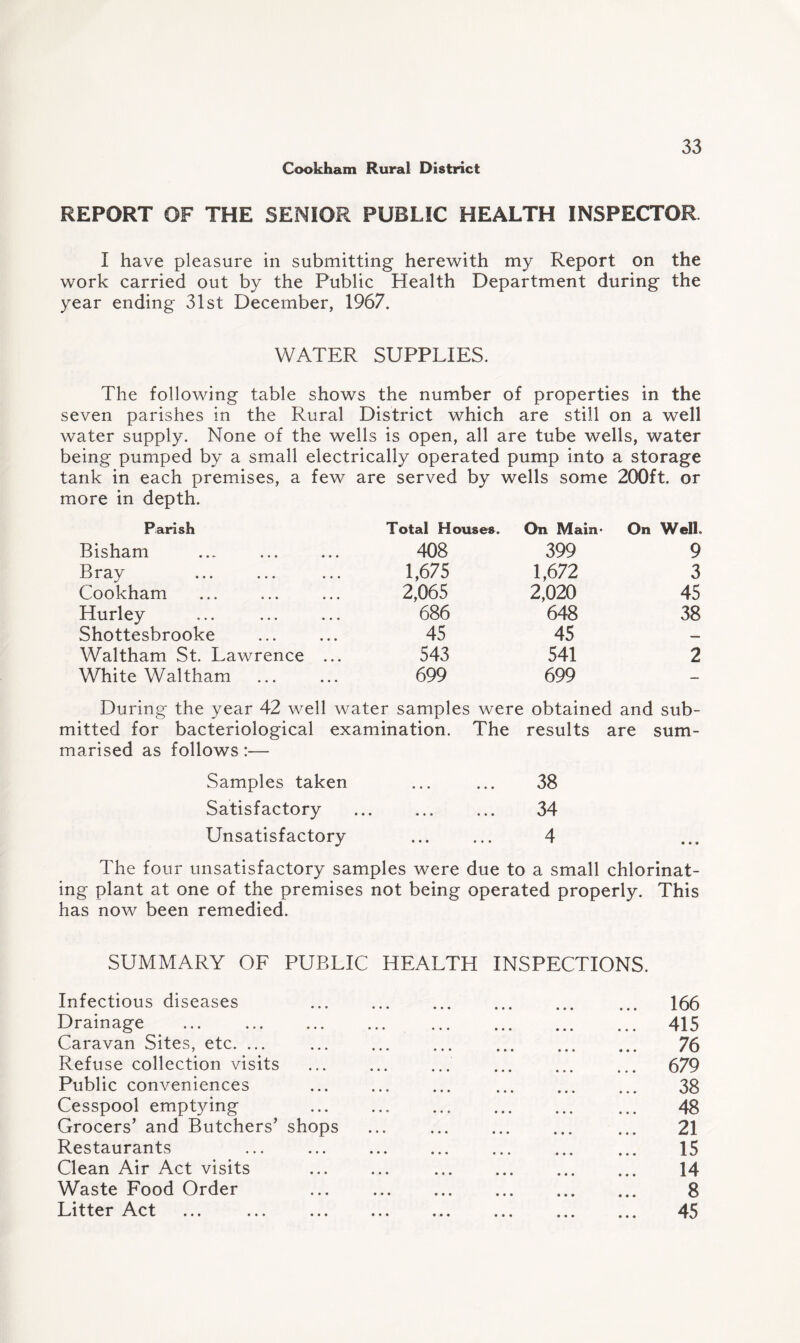 33
Cookham Rural District
REPORT OF THE SENIOR PUBLIC HEALTH INSPECTOR.
I have pleasure in submitting herewith my Report on the
work carried out by the Public Health Department during the
year ending 31st December, 1967.
WATER SUPPLIES.
The following table shows the number of properties in the
seven parishes in the Rural District which are still on a well
water supply. None of the wells is open, all are tube wells, water
being pumped by a small electrically operated pump into a storage
tank in each premises, a few are served by wells some 200ft. or
more in depth.
Parish Total Houses. On Main. On Well.
Bisham ... ... ... 408 399 9
Bray ... ... ... 1,675 1,672 3
Cookham ... ... ... 2,065 2,020 45
Hurley ... ... ... 686 648 38
Shottesbrooke ... ... 45 45 –
Waltham St. Lawrence ... 543 541 2
White Waltham ... ... 699 699 –
During the year 42 well water samples were obtained and sub-
mitted for bacteriological examination. The results are sum-
marised as follows :—
Samples taken ... ... 38
Satisfactory ... ... ... 34
Unsatisfactory ... ... 4 ...
The four unsatisfactory samples were due to a small chlorinat-
ing plant at one of the premises not being operated properly. This
has now been remedied.
SUMMARY OF PUBLIC HEALTH INSPECTIONS.
Infectious diseases ... ... ... ... ... ... 166
Drainage ... ... ... ... ... ... ... ... 415
Caravan Sites, etc. ... ... ... ... ... ... ... 76
Refuse collection visits ... ... ... ... ... ... 679
Public conveniences ... ... ... ... ... ... 38
Cesspool emptying ... ... ... ... ... ... 48
Grocers' and Butchers' shops ... ... ... ... ... 21
Restaurants ... ... ... ... ... ... ... 15
Clean Air Act visits ... ... ... ... ... ... 14
Waste Food Order ... ... ... ... ... ... 8
Litter Act ... ... ... ... ... ... ... ... 45